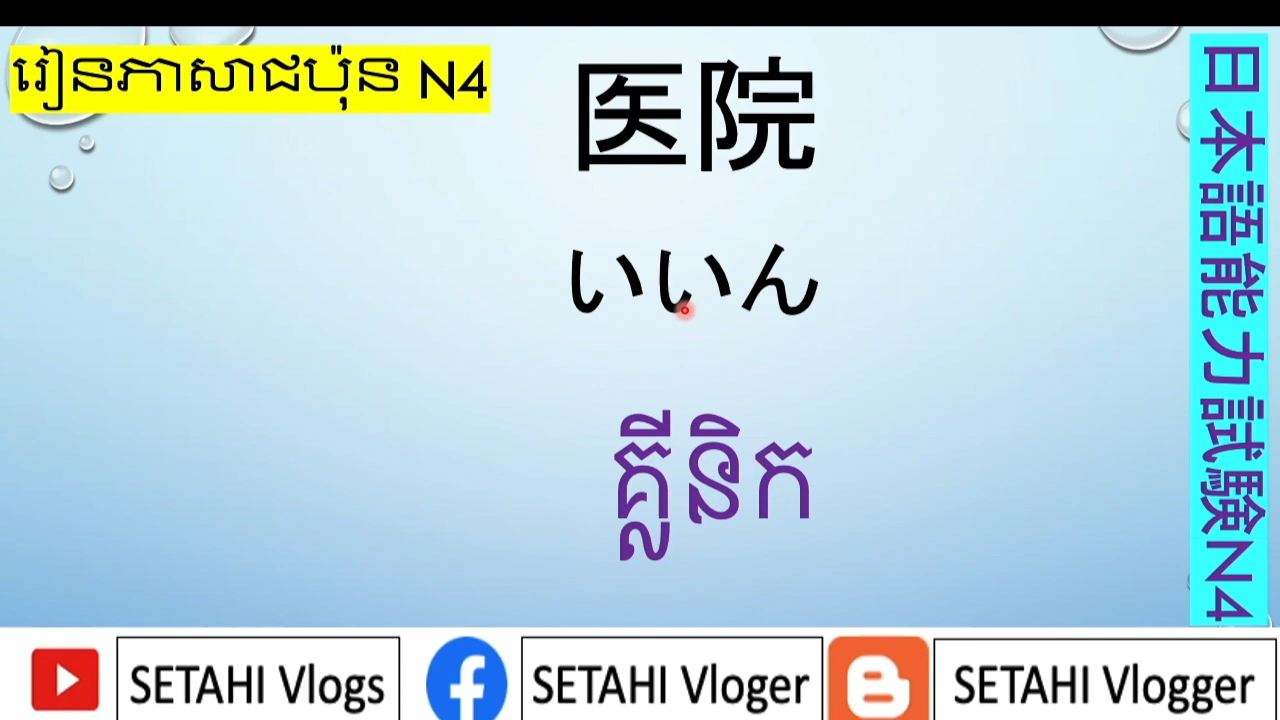 រៀនភាសាជប៉ុន N4
医院
いいん
គ្លីនិក
日本語能力試験N4
SETAHI Vlogs
SETAHI Vloger
SETAHI Vlogger